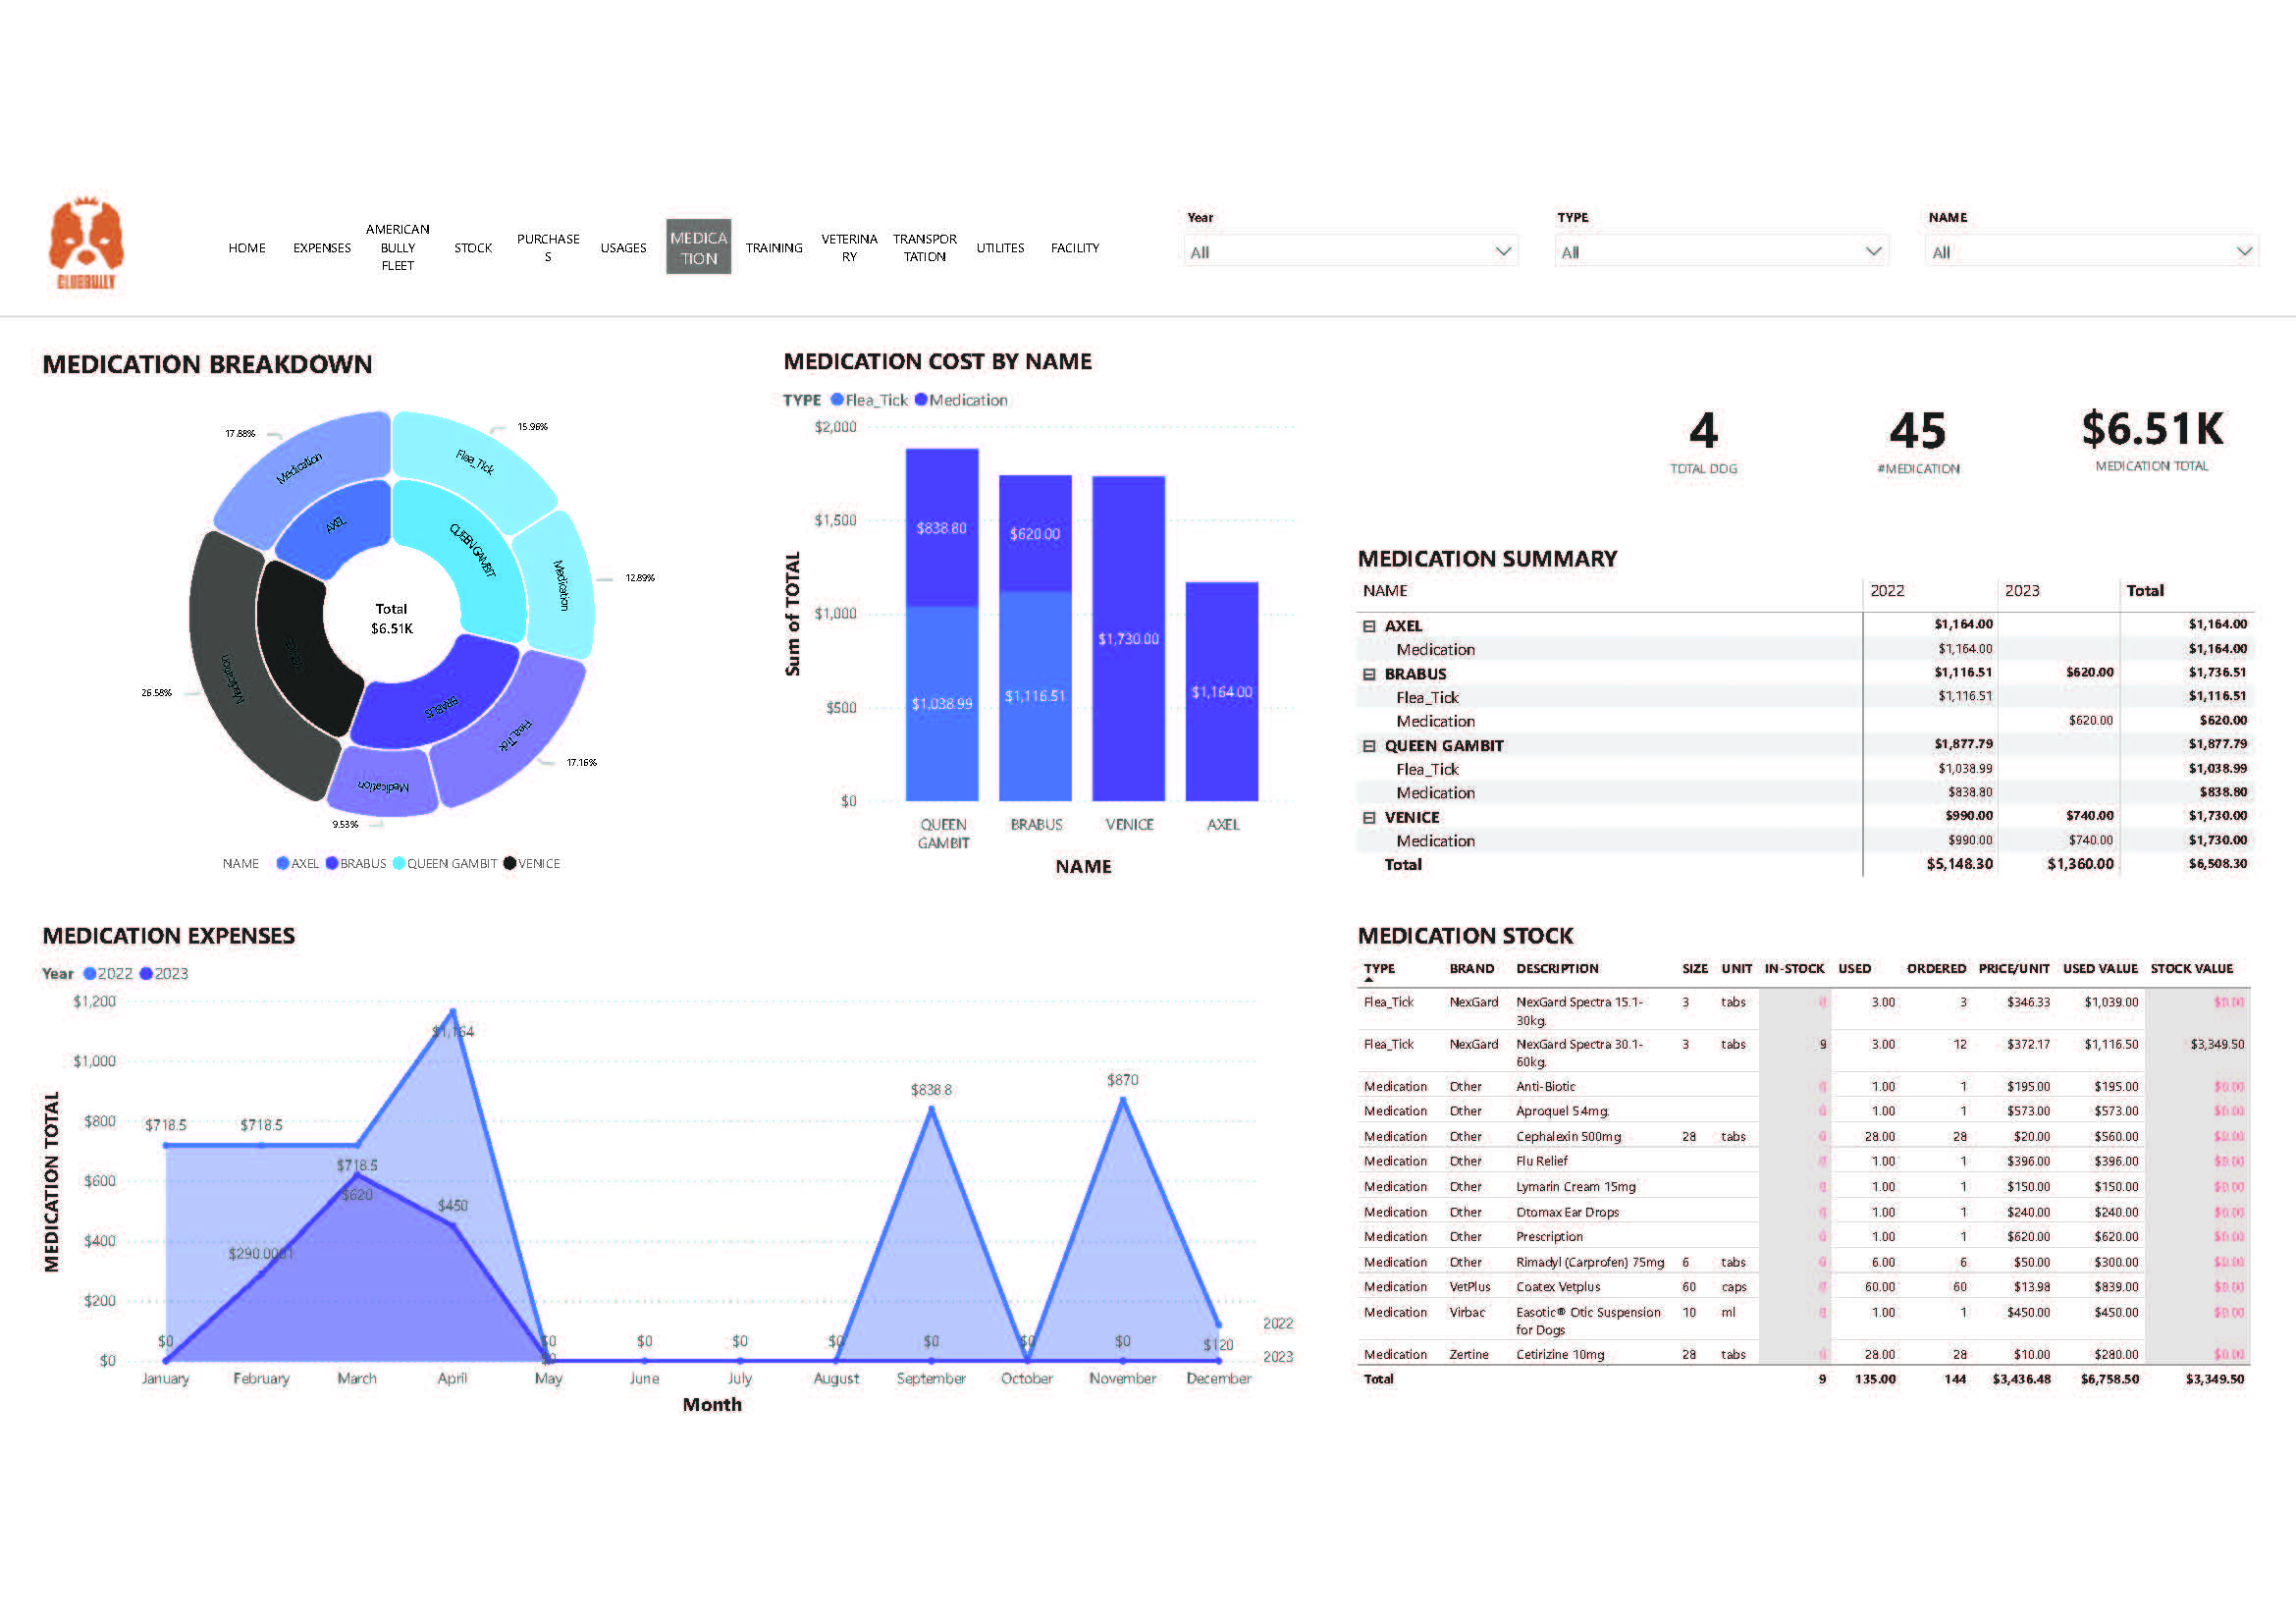 CLUBBULLY
HOME
EXPENSES
AMERICAN
BULLY
FLEET
STOCK
PURCHASE
S
USAGES
MEDICA
TION
TRAINING
VETERINA
RY
TRANSPOR
TATION
UTILITES
FACILITY
Year
All
TYPE
All
NAME
All
MEDICATION BREAKDOWN
17.88%
15.96%
12.89%
26.58%
17.16%
9.53%
Medication
Flea_Tick
AXEL
QUEEN GAMBIT
Medication
Total
$6.51K
Medication
BRABUS
Flea_Tick
Medication
NAME AXEL BRABUS QUEEN GAMBIT VENICE
MEDICATION COST BY NAME
TYPE Flea_Tick Medication
Sum of TOTAL
$2,000
$1,500
$1,000
$500
$0
$838.80
$620.00
$1,730.00
$1,038.99
$1,116.51
$1,164.00
QUEEN
GAMBIT
BRABUS
VENICE
AXEL
NAME
4
TOTAL DOG
45
#MEDICATION
$6.51K
MEDICATION TOTAL
MEDICATION SUMMARY
NAME 2022 2023 Total
AXEL $1,164.00 $1,164.00
Medication $1,164.00 $1,164.00
BRABUS $1,116.51 $620.00 $1,736.51
Flea_Tick $1,116.51 $1,116.51
Medication $620.00 $620.00
QUEEN GAMBIT $1,877.79 $1,877.79
Flea_Tick $1,038.99 $1,038.99
Medication $838.80 $838.80
VENICE $990.00 $740.00 $1,730.00
Medication $990.00 $740.00 $1,730.00
Total $5,148.30 $1,360.00 $6,508.30
MEDICATION EXPENSES
Year 2022 2023
MEDICATION TOTAL
$1,200
$1,000
$800
$600
$400
$200
$0
$718.5
$718.5
$718.5
$1,164
$620
$450
$290.0001
$838.8
$870
$120
$0
$0
$0
$0
$0
$0
$0
$0
$0
$0
2022
2023
January February March April May June July August September October November December
Month
MEDICATION STOCK
TYPE BRAND DESCRIPTION SIZE UNIT IN-STOCK USED ORDERED PRICE/UNIT USED VALUE STOCK VALUE
Flea_Tick NexGard NexGard Spectra 15.1- 3 tabs 0 3.00 3 $346.33 $1,039.00 $0.00
30kg.
Flea_Tick NexGard NexGard Spectra 30.1- 3 tabs 9 3.00 12 $372.17 $1,116.50 $3,349.50
60kg.
Medication Other Anti-Biotic 0 1.00 1 $195.00 $195.00 $0.00
Medication Other Aproquel 5.4mg. 0 1.00 1 $573.00 $573.00 $0.00
Medication Other Cephalexin 500mg 28 tabs 0 28.00 28 $20.00 $560.00 $0.00
Medication Other Flu Relief 0 1.00 1 $396.00 $396.00 $0.00
Medication Other Lymarin Cream 15mg 0 1.00 1 $150.00 $150.00 $0.00
Medication Other Otomax Ear Drops 0 1.00 1 $240.00 $240.00 $0.00
Medication Other Prescription 0 1.00 1 $620.00 $620.00 $0.00
Medication Other Rimadyl (Carprofen) 75mg 6 tabs 0 6.00 6 $50.00 $300.00 $0.00
Medication VetPlus Coatex Vetplus 60 caps 0 60.00 60 $13.98 $839.00 $0.00
Medication Virbac Easotic® Otic Suspension 10 ml 0 1.00 1 $450.00 $450.00 $0.00
for Dogs
Medication Zertine Cetirizine 10mg 28 tabs 0 28.00 28 $10.00 $280.00 $0.00
Total 9 135.00 144 $3,436.48 $6,758.50 $3,349.50